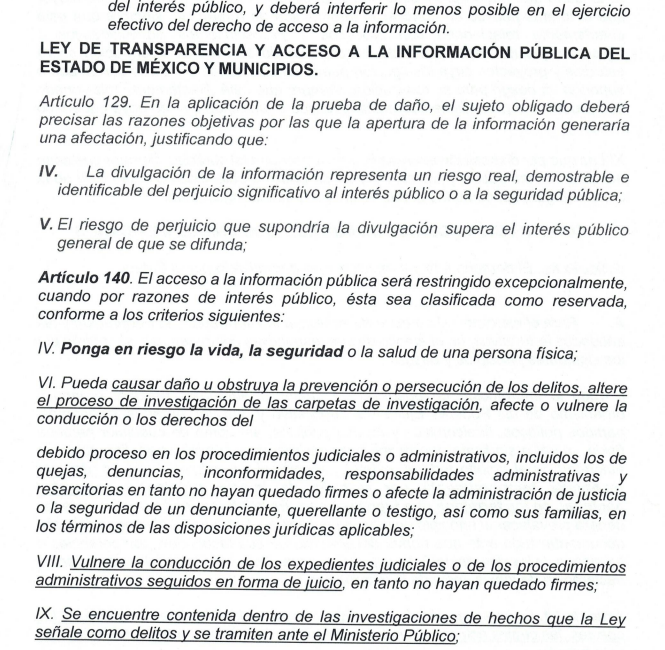 del interés público, y deberá interferir lo menos posible en el ejercicio
efectivo del derecho de acceso a la información.
LEY DE TRANSPARENCIA Y ACCESO A LA INFORMACIÓN PÚBLICA DEL
ESTADO DE MÉXICO Y MUNICIPIOS.
Artículo 129. En la aplicación de la prueba de daño, el sujeto obligado deberá
precisar las razones objetivas por las que la apertura de la información generaría
una afectación, justificando que:
IV. La divulgación de la información representa un riesgo real, demostrable e
identificable del perjuicio significativo al interés público o a la seguridad pública;
V. El riesgo de perjuicio que supondría la divulgación supera el interés público
general de que se difunda;
Artículo 140. El acceso a la información pública será restringido excepcionalmente,
cuando por razones de interés público, ésta sea clasificada como reservada,
conforme a los criterios siguientes:
IV. Ponga en riesgo la vida, la seguridad o la salud de una persona física;
VI. Pueda causar daño u obstruya la prevención o persecución de los delitos, altere
el proceso de investigación de las carpetas de investigación, afecte o vulnere la
conducción o los derechos del
debido proceso en los procedimientos judiciales o administrativos, incluidos los de
quejas, denuncias, inconformidades, responsabilidades administrativas y
resarcitorias en tanto no hayan quedado firmes o afecte la administración de justicia
o la seguridad de un denunciante, querellante o testigo, así como sus familias, en
los términos de las disposiciones jurídicas aplicables;
VIII. Vulnere la conducción de los expedientes judiciales o de los procedimientos
administrativos seguidos en forma de juicio, en tanto no hayan quedado firmes;
IX. Se encuentre contenida dentro de las investigaciones de hechos que la Ley
señale como delitos y se tramiten ante el Ministerio Público;